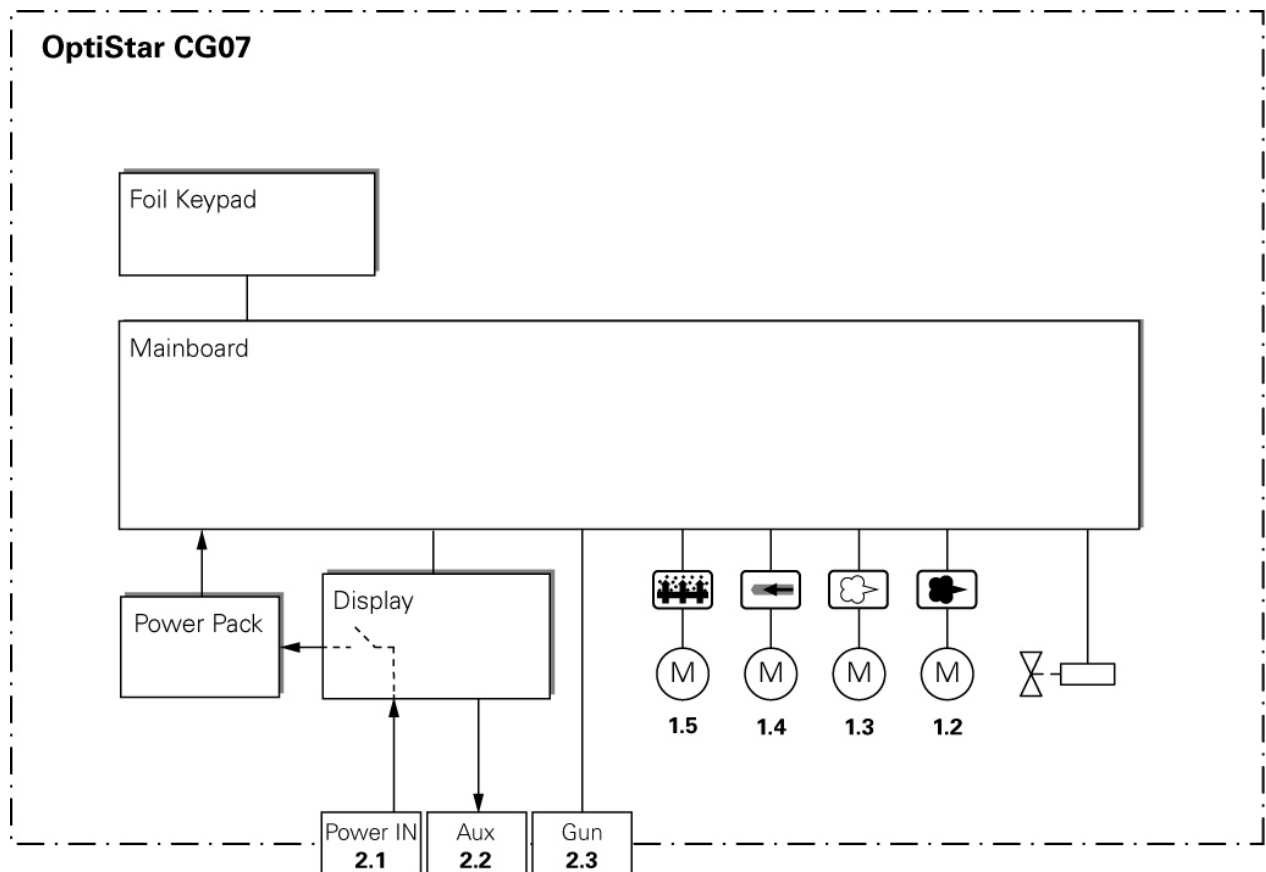 OptiStar CG07
Foil Keypad
Mainboard
Power Pack
Display
M M M M
1.5 1.4 1.3 1.2
Power IN
2.1
Aux
2.2
Gun
2.3